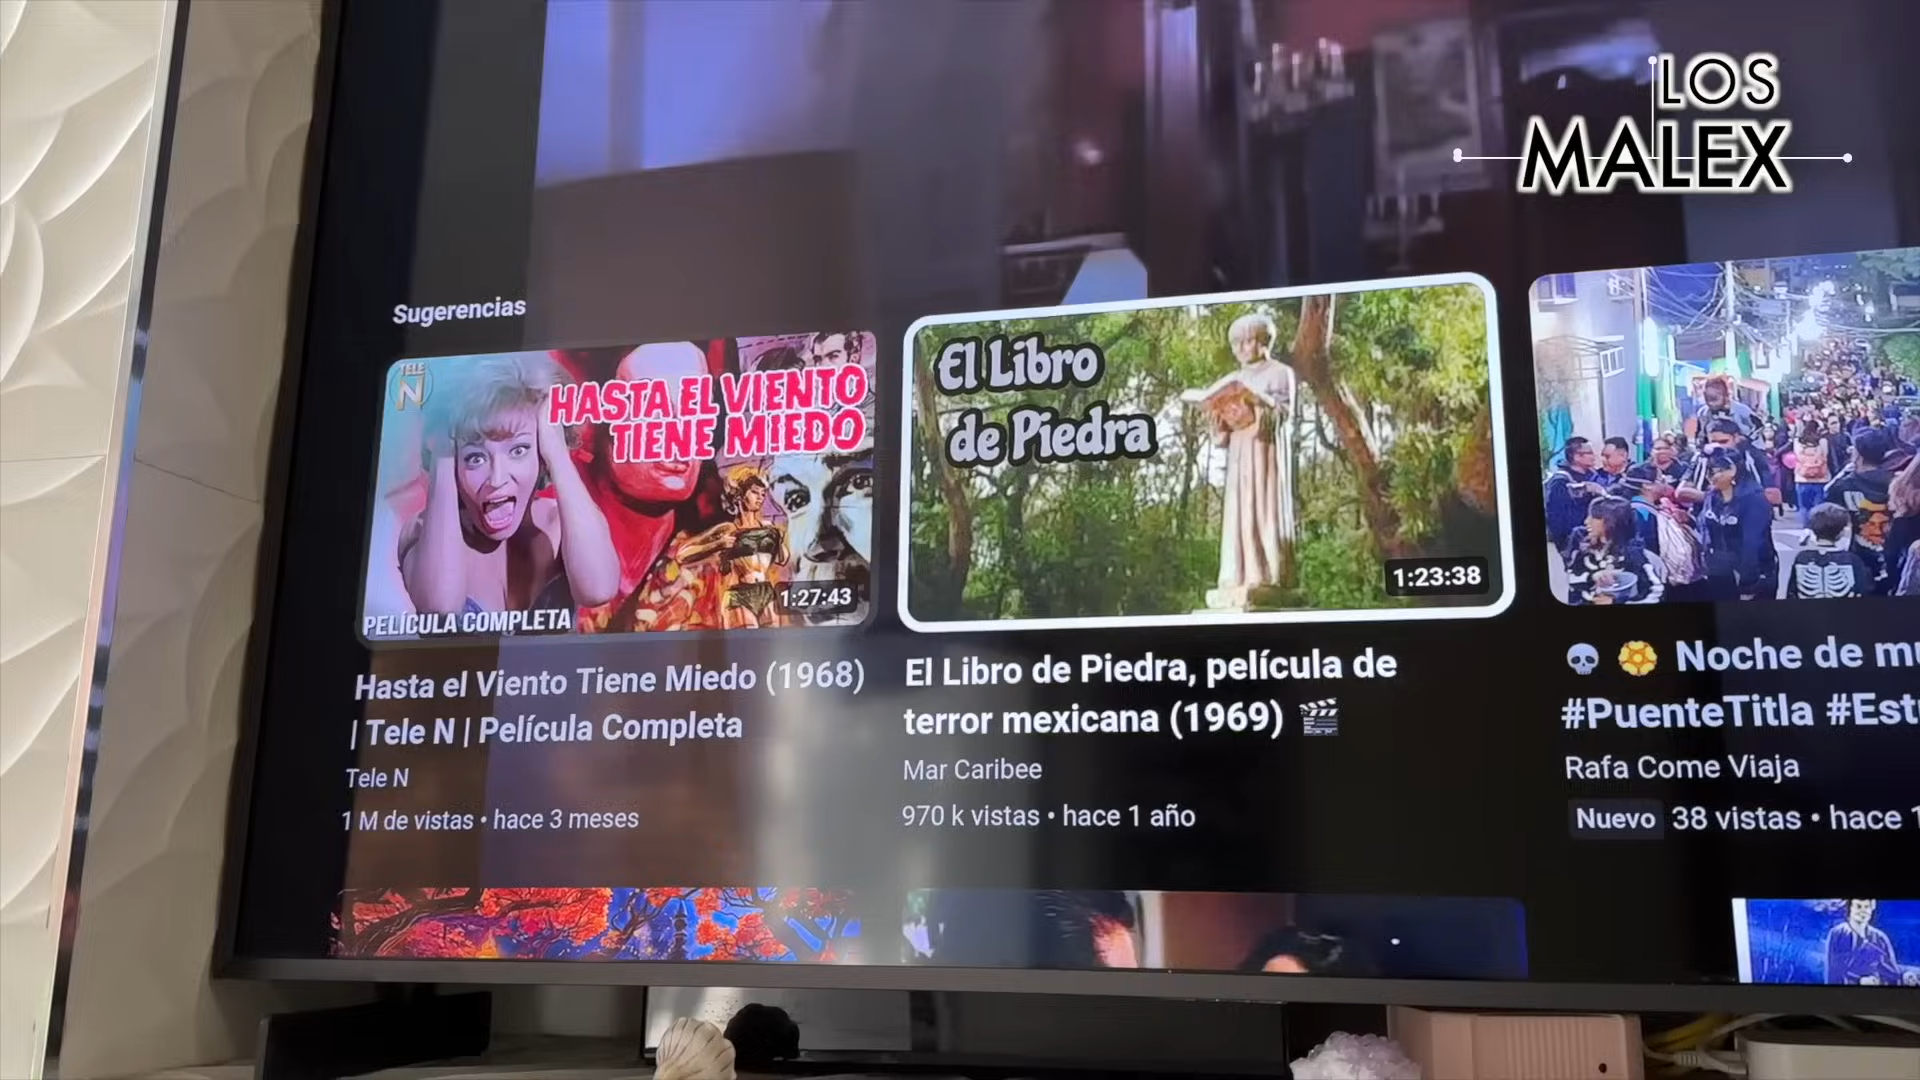 LOS
MALEX
Sugerencias
TELE
N
HASTA EL VIENTO
TIENE MIEDO
PELÍCULA COMPLETA
1:27:43
Hasta el Viento Tiene Miedo (1968)
| Tele N | Película Completa
Tele N
1 M de vistas • hace 3 meses
El Libro
de Piedra
1:23:38
El Libro de Piedra, película de
terror mexicana (1969) 🎬
Mar Caribee
970 k vistas • hace 1 año
💀 🏵️ Noche de mu
#PuenteTitla #Est
Rafa Come Viaja
Nuevo 38 vistas • hace 1